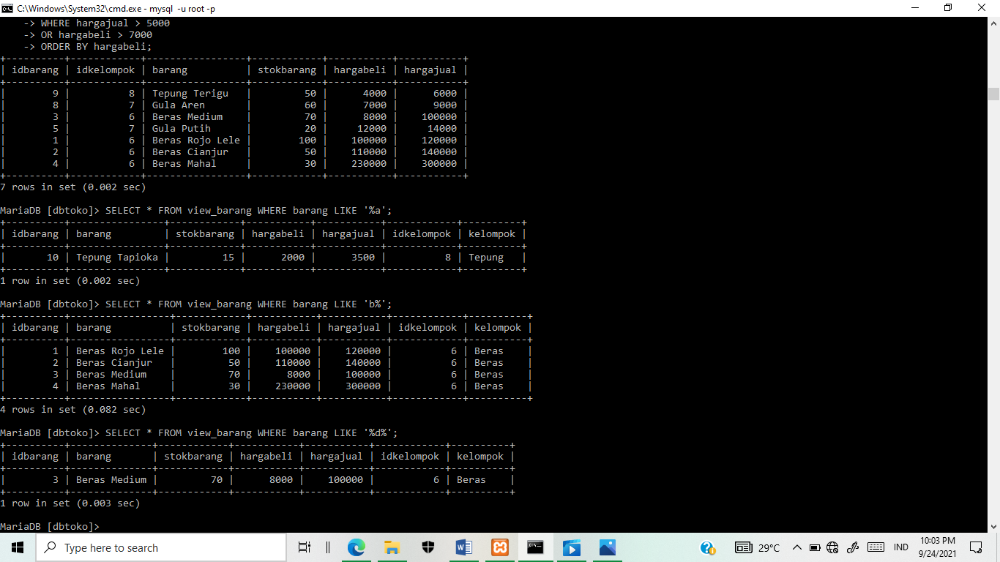 C:\Windows\System32\cmd.exe - mysql  -u root -p
    -> WHERE hargajual > 5000
    -> OR hargabeli > 7000
    -> ORDER BY hargabeli;
+----------+------------+-----------------+------------+-----------+-----------+
| idbarang | idkelompok | barang          | stokbarang | hargabeli | hargajual |
+----------+------------+-----------------+------------+-----------+-----------+
|        9 |          8 | Tepung Terigu   |         50 |      4000 |      6000 |
|        8 |          7 | Gula Aren       |         60 |      7000 |      9000 |
|        3 |          6 | Beras Medium    |         70 |      8000 |    100000 |
|        5 |          7 | Gula Putih      |         20 |     12000 |     14000 |
|        1 |          6 | Beras Rojo Lele |        100 |    100000 |    120000 |
|        2 |          6 | Beras Cianjur   |         50 |    110000 |    140000 |
|        4 |          6 | Beras Mahal     |         30 |    230000 |    300000 |
+----------+------------+-----------------+------------+-----------+-----------+
7 rows in set (0.002 sec)
MariaDB [dbtoko]> SELECT * FROM view_barang WHERE barang LIKE '%a';
+----------+----------------+------------+-----------+-----------+------------+----------+
| idbarang | barang         | stokbarang | hargabeli | hargajual | idkelompok | kelompok |
+----------+----------------+------------+-----------+-----------+------------+----------+
|       10 | Tepung Tapioka |         15 |      2000 |      3500 |          8 | Tepung   |
+----------+----------------+------------+-----------+-----------+------------+----------+
1 row in set (0.002 sec)
MariaDB [dbtoko]> SELECT * FROM view_barang WHERE barang LIKE 'b%';
+----------+-----------------+------------+-----------+-----------+------------+----------+
| idbarang | barang          | stokbarang | hargabeli | hargajual | idkelompok | kelompok |
+----------+-----------------+------------+-----------+-----------+------------+----------+
|        1 | Beras Rojo Lele |        100 |    100000 |    120000 |          6 | Beras    |
|        2 | Beras Cianjur   |         50 |    110000 |    140000 |          6 | Beras    |
|        3 | Beras Medium    |         70 |      8000 |    100000 |          6 | Beras    |
|        4 | Beras Mahal     |         30 |    230000 |    300000 |          6 | Beras    |
+----------+-----------------+------------+-----------+-----------+------------+----------+
4 rows in set (0.082 sec)
MariaDB [dbtoko]> SELECT * FROM view_barang WHERE barang LIKE '%d%';
+----------+--------------+------------+-----------+-----------+------------+----------+
| idbarang | barang       | stokbarang | hargabeli | hargajual | idkelompok | kelompok |
+----------+--------------+------------+-----------+-----------+------------+----------+
|        3 | Beras Medium |         70 |      8000 |    100000 |          6 | Beras    |
+----------+--------------+------------+-----------+-----------+------------+----------+
1 row in set (0.003 sec)
MariaDB [dbtoko]>
Type here to search
29°C
IND
10:03 PM
9/24/2021